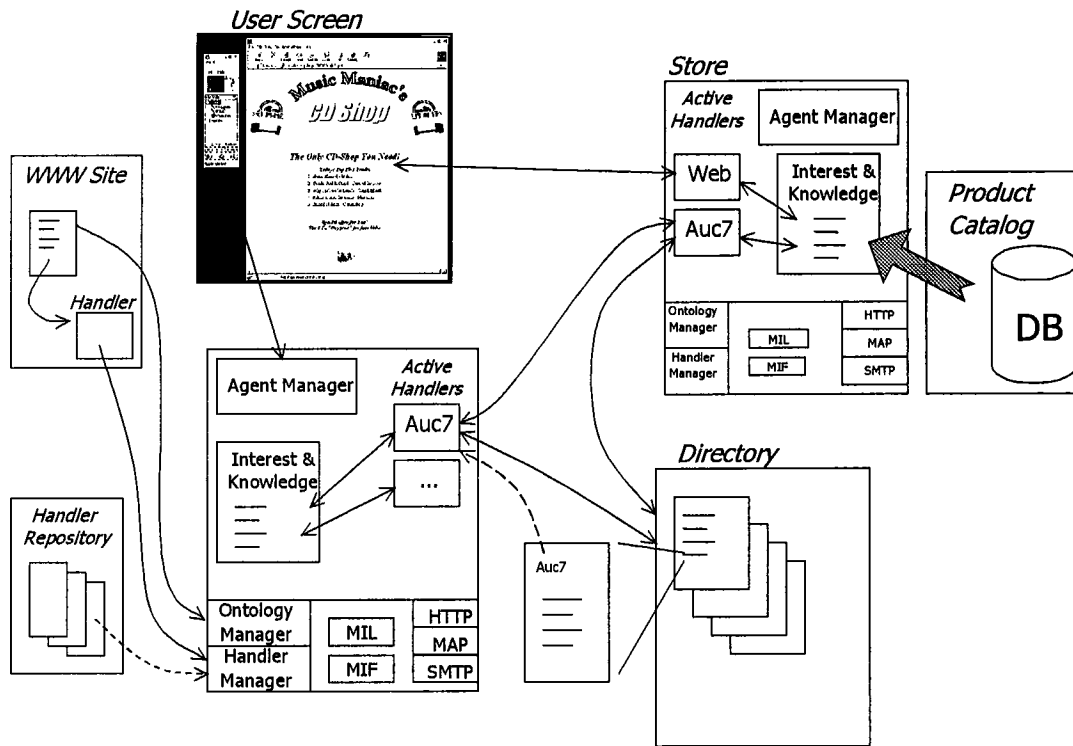 User Screen
Music Maniac's
CD Shop
The Only CD-Shop You Need!
Store
Active
Handlers
Agent Manager
Web
Auc7
Interest &
Knowledge
Ontology
Manager
Handler
Manager
MIL
MIF
HTTP
MAP
SMTP
Product
Catalog
DB
WWW Site
Handler
Handler
Repository
Agent Manager
Active
Handlers
Auc7
...
Interest &
Knowledge
Ontology
Manager
Handler
Manager
MIL
MIF
HTTP
MAP
SMTP
Auc7
Directory